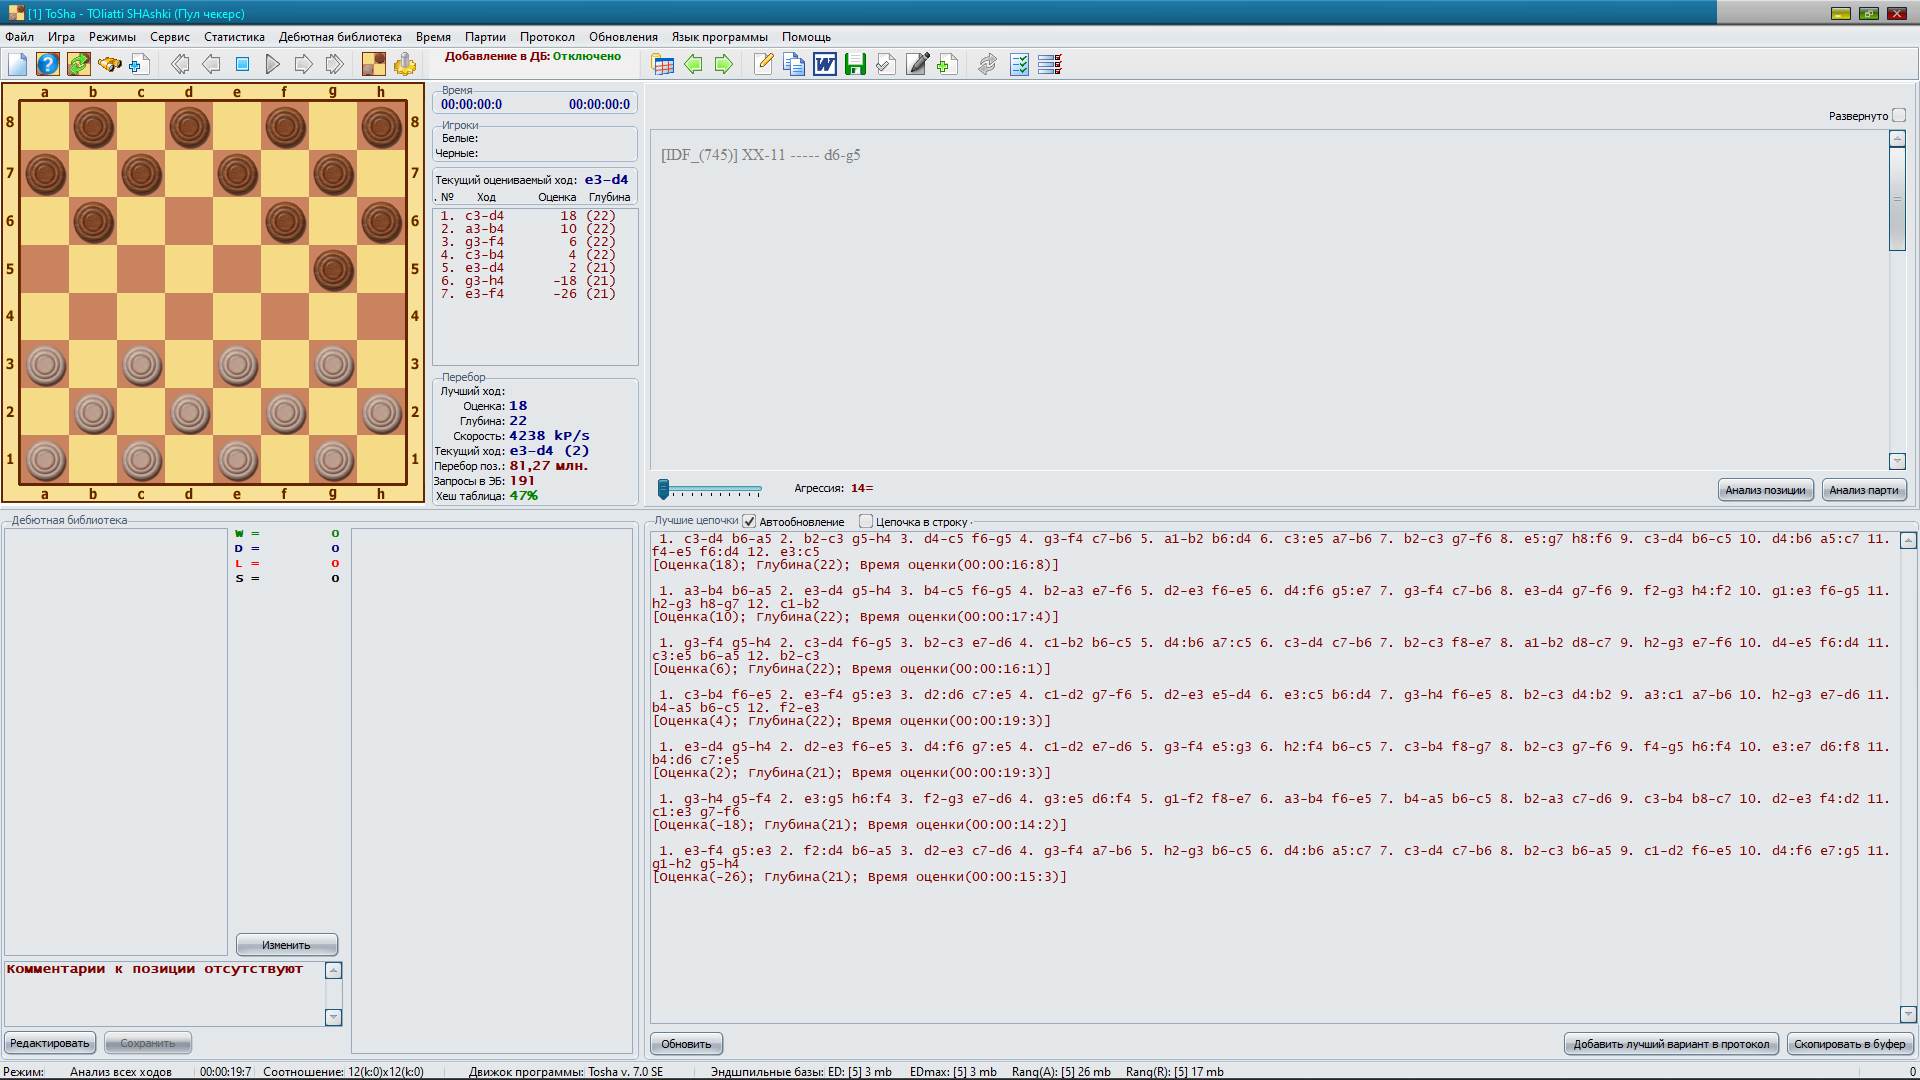 [1] ToSha - TOliatti SHAshki (Пул чекерс)
Файл Игра Режимы Сервис Статистика Дебютная библиотека Время Партии Протокол Обновления Язык программы Помощь
Добавление в ДБ: Отключено
a b c d e f g h
8 8
7 7
6 6
5 5
4 4
3 3
2 2
1 1
a b c d e f g h
Время
00:00:00:0 00:00:00:0
Игроки
Белые:
Черные:
Текущий оцениваемый ход: e3-d4
. № Ход Оценка Глубина
1. c3-d4 18 (22)
2. a3-b4 10 (22)
3. g3-f4 6 (22)
4. c3-b4 4 (22)
5. e3-d4 2 (21)
6. g3-h4 -18 (21)
7. e3-f4 -26 (21)
Перебор
Лучший ход:
Оценка: 18
Глубина: 22
Скорость: 4238 kP/s
Текущий ход: e3-d4 (2)
Перебор поз.: 81,27 млн.
Запросы в ЭБ: 191
Хеш таблица: 47%
Развернуто
[IDF_(745)] XX-11 ----- d6-g5
Агрессия: 14=
Анализ позиции Анализ парти
Дебютная библиотека
W = 0
D = 0
L = 0
S = 0
Изменить
Комментарии к позиции отсутствуют
Редактировать Сохранить
Лучшие цепочки Автообновление Цепочка в строку .
1. c3-d4 b6-a5 2. b2-c3 g5-h4 3. d4-c5 f6-g5 4. g3-f4 c7-b6 5. a1-b2 b6:d4 6. c3:e5 a7-b6 7. b2-c3 g7-f6 8. e5:g7 h8:f6 9. c3-d4 b6-c5 10. d4:b6 a5:c7 11.
f4-e5 f6:d4 12. e3:c5
[Оценка(18); Глубина(22); Время оценки(00:00:16:8)]
1. a3-b4 b6-a5 2. e3-d4 g5-h4 3. b4-c5 f6-g5 4. b2-a3 e7-f6 5. d2-e3 f6-e5 6. d4:f6 g5:e7 7. g3-f4 c7-b6 8. e3-d4 g7-f6 9. f2-g3 h4:f2 10. g1:e3 f6-g5 11.
h2-g3 h8-g7 12. c1-b2
[Оценка(10); Глубина(22); Время оценки(00:00:17:4)]
1. g3-f4 g5-h4 2. c3-d4 f6-g5 3. b2-c3 e7-d6 4. c1-b2 b6-c5 5. d4:b6 a7:c5 6. c3-d4 c7-b6 7. b2-c3 f8-e7 8. a1-b2 d8-c7 9. h2-g3 e7-f6 10. d4-e5 f6:d4 11.
c3:e5 b6-a5 12. b2-c3
[Оценка(6); Глубина(22); Время оценки(00:00:16:1)]
1. c3-b4 f6-e5 2. e3-f4 g5:e3 3. d2:d6 c7:e5 4. c1-d2 g7-f6 5. d2-e3 e5-d4 6. e3:c5 b6:d4 7. g3-h4 f6-e5 8. b2-c3 d4:b2 9. a3:c1 a7-b6 10. h2-g3 e7-d6 11.
b4-a5 b6-c5 12. f2-e3
[Оценка(4); Глубина(22); Время оценки(00:00:19:3)]
1. e3-d4 g5-h4 2. d2-e3 f6-e5 3. d4:f6 g7:e5 4. c1-d2 e7-d6 5. g3-f4 e5:g3 6. h2:f4 b6-c5 7. c3-b4 f8-g7 8. b2-c3 g7-f6 9. f4-g5 h6:f4 10. e3:e7 d6:f8 11.
b4:d6 c7:e5
[Оценка(2); Глубина(21); Время оценки(00:00:19:3)]
1. g3-h4 g5-f4 2. e3:g5 h6:f4 3. f2-g3 e7-d6 4. g3:e5 d6:f4 5. g1-f2 f8-e7 6. a3-b4 f6-e5 7. b4-a5 b6-c5 8. b2-a3 c7-d6 9. c3-b4 b8-c7 10. d2-e3 f4:d2 11.
c1:e3 g7-f6
[Оценка(-18); Глубина(21); Время оценки(00:00:14:2)]
1. e3-f4 g5:e3 2. f2:d4 b6-a5 3. d2-e3 c7-d6 4. g3-f4 a7-b6 5. h2-g3 b6-c5 6. d4:b6 a5:c7 7. c3-d4 c7-b6 8. b2-c3 b6-a5 9. c1-d2 f6-e5 10. d4:f6 e7:g5 11.
g1-h2 g5-h4
[Оценка(-26); Глубина(21); Время оценки(00:00:15:3)]
Обновить Добавить лучший вариант в протокол Скопировать в буфер
Режим: Анализ всех ходов 00:00:19:7 Соотношение: 12(k:0)x12(k:0) Движок программы: Tosha v. 7.0 SE Эндшпильные базы: ED: [5] 3 mb EDmax: [5] 3 mb Rang(A): [5] 26 mb Rang(R): [5] 17 mb 0